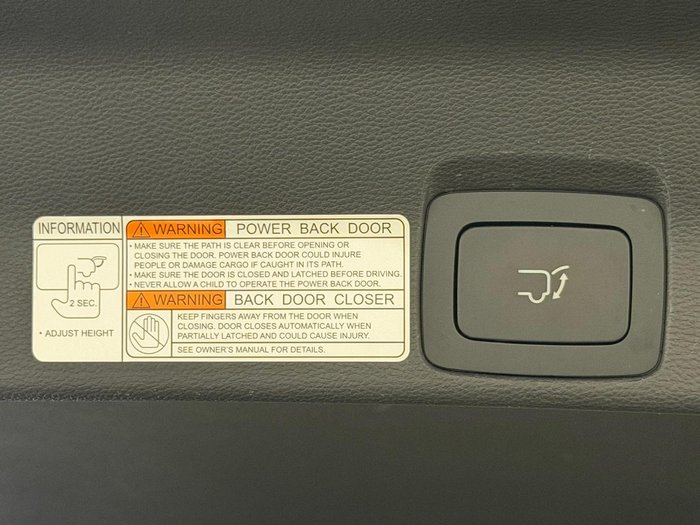 INFORMATION
2 SEC.
• ADJUST HEIGHT
WARNING POWER BACK DOOR
• MAKE SURE THE PATH IS CLEAR BEFORE OPENING OR
CLOSING THE DOOR. POWER BACK DOOR COULD INJURE
PEOPLE OR DAMAGE CARGO IF CAUGHT IN ITS PATH.
• MAKE SURE THE DOOR IS CLOSED AND LATCHED BEFORE DRIVING.
• NEVER ALLOW A CHILD TO OPERATE THE POWER BACK DOOR.
WARNING BACK DOOR CLOSER
KEEP FINGERS AWAY FROM THE DOOR WHEN
CLOSING. DOOR CLOSES AUTOMATICALLY WHEN
PARTIALLY LATCHED AND COULD CAUSE INJURY.
SEE OWNER'S MANUAL FOR DETAILS.